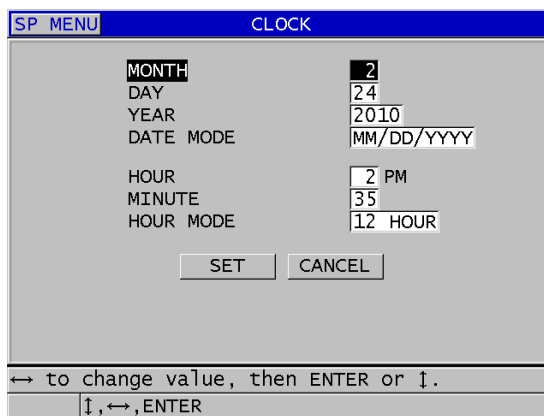 SP MENU CLOCK
MONTH 2
DAY 24
YEAR 2010
DATE MODE MM/DD/YYYY
HOUR 2 PM
MINUTE 35
HOUR MODE 12 HOUR
SET CANCEL
↔ to change value, then ENTER or ↕.
↕,↔,ENTER